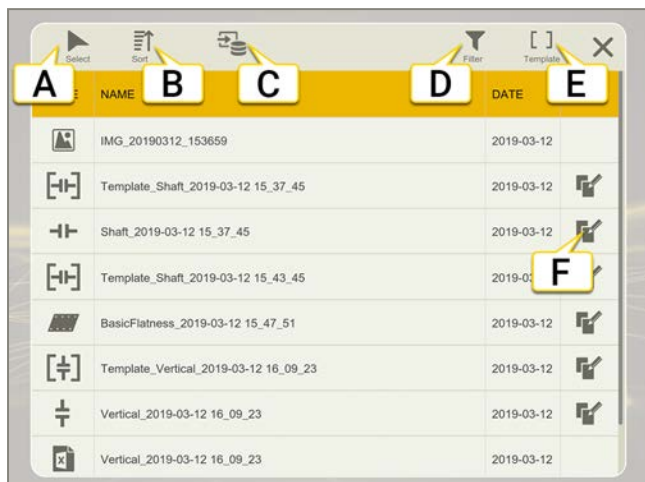 Select Sort Filter Template
A B C D E
NAME DATE
IMG_20190312_153659 2019-03-12
Template_Shaft_2019-03-12 15_37_45 2019-03-12
Shaft_2019-03-12 15_37_45 2019-03-12
F
Template_Shaft_2019-03-12 15_43_45
BasicFlatness_2019-03-12 15_47_51 2019-03-12
Template_Vertical_2019-03-12 16_09_23 2019-03-12
Vertical_2019-03-12 16_09_23 2019-03-12
Vertical_2019-03-12 16_09_23 2019-03-12